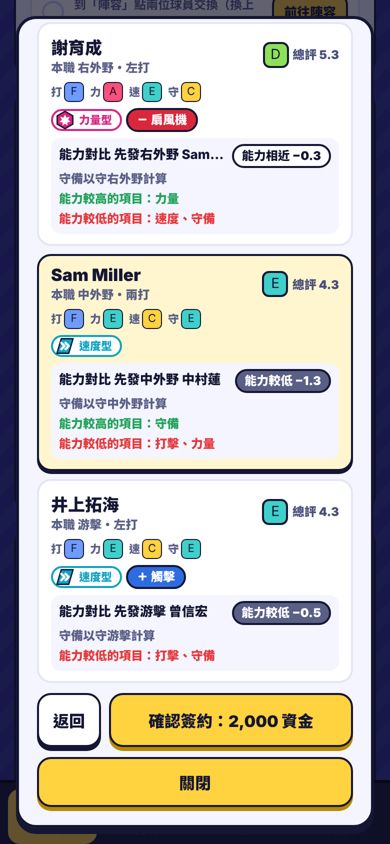 到「陣容」點兩位球員交換（換上
前往陣容
謝育成
D 總評 5.3
本職 右外野・左打
打 F 力 A 速 E 守 C
力量型 − 扇風機
能力對比 先發右外野 Sam... 能力相近 −0.3
守備以守右外野計算
能力較高的項目：力量
能力較低的項目：速度、守備
Sam Miller
E 總評 4.3
本職 中外野・兩打
打 F 力 E 速 C 守 E
速度型
能力對比 先發中外野 中村蓮 能力較低 −1.3
守備以守中外野計算
能力較高的項目：守備
能力較低的項目：打擊、力量
井上拓海
E 總評 4.3
本職 游擊・左打
打 F 力 E 速 C 守 E
速度型 + 觸擊
能力對比 先發游擊 曾信宏 能力較低 −0.5
守備以守游擊計算
能力較低的項目：打擊、守備
返回
確認簽約：2,000 資金
關閉